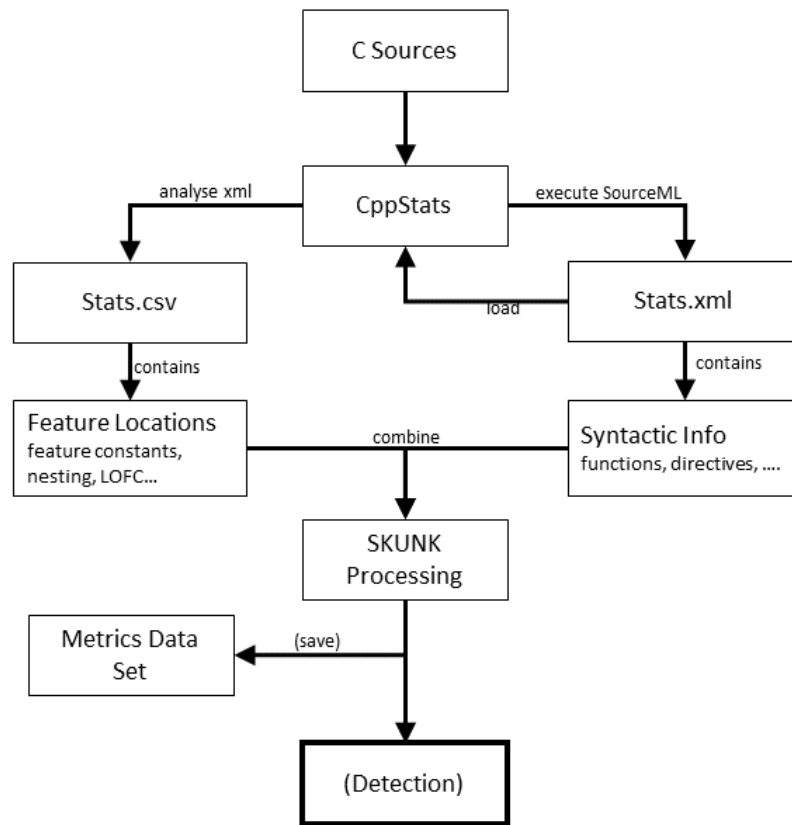 C Sources
analyse xml
CppStats
execute SourceML
Stats.csv
load
Stats.xml
contains
contains
Feature Locations
feature constants,
nesting, LOFC...
combine
Syntactic Info
functions, directives, ....
SKUNK
Processing
Metrics Data
Set
(save)
(Detection)